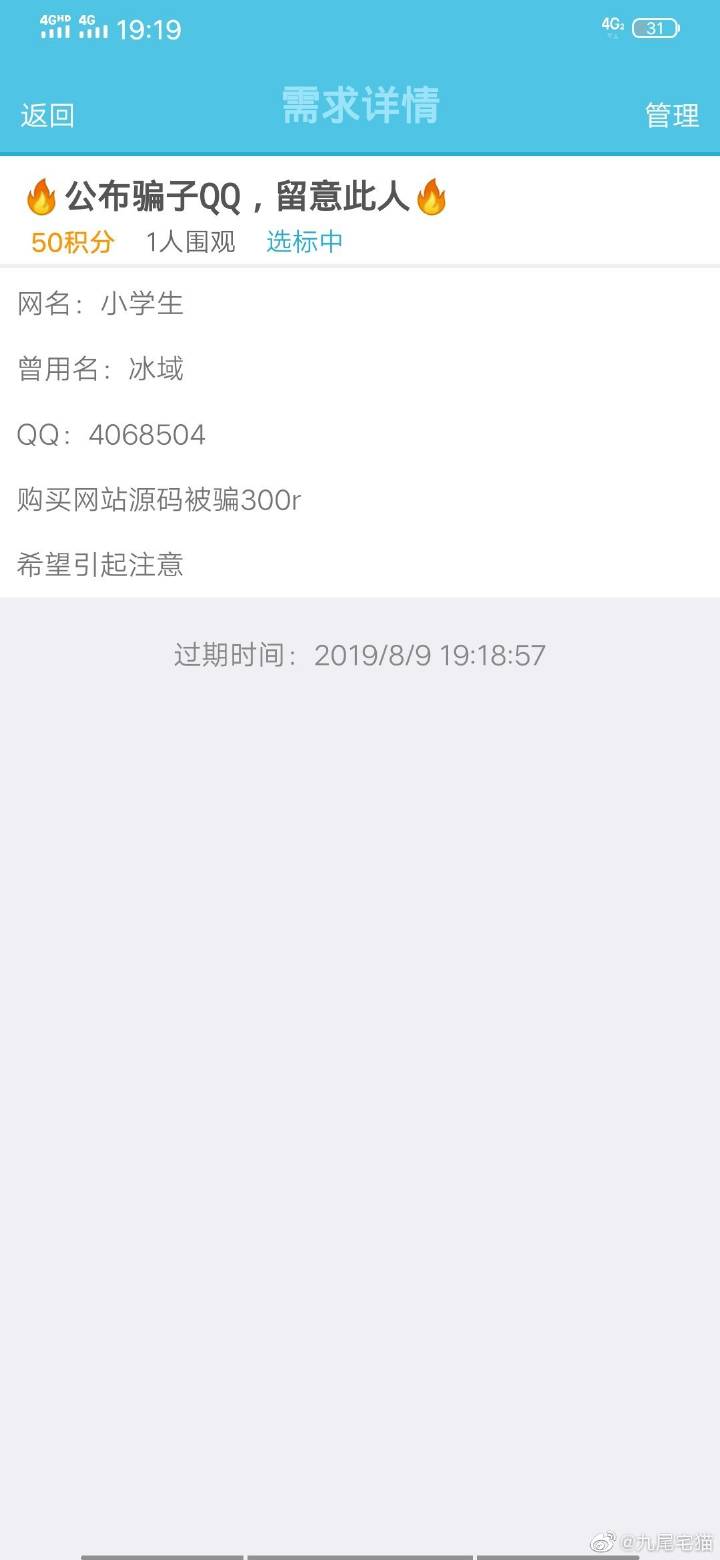 4GHD 4G 19:19 4G2 31
返回 需求详情 管理
🔥公布骗子QQ，留意此人🔥
50积分 1人围观 选标中
网名：小学生
曾用名：冰域
QQ：4068504
购买网站源码被骗300r
希望引起注意
过期时间：2019/8/9 19:18:57
@九尾宅猫